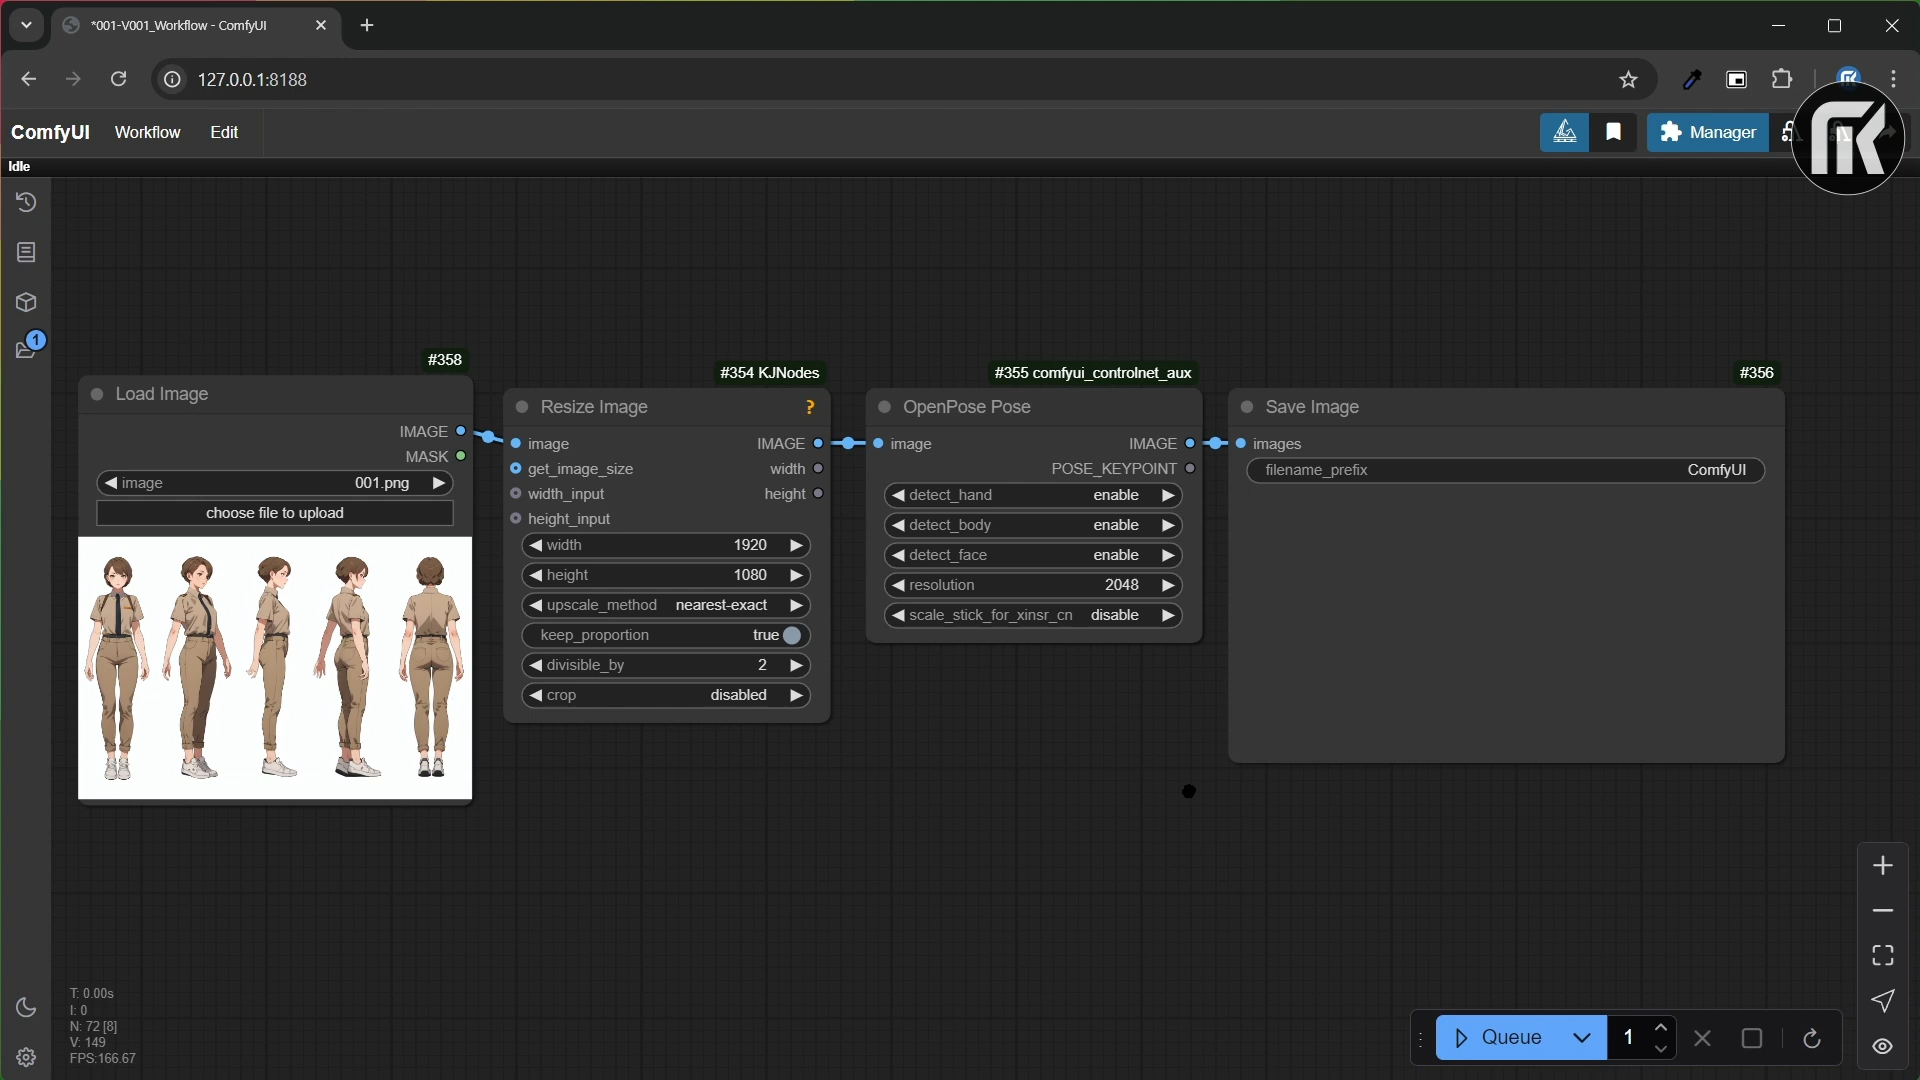 *001-V001_Workflow - ComfyUI
127.0.0.1:8188
ComfyUI Workflow Edit Manager
Idle
1
#358
Load Image
IMAGE
MASK
image 001.png
choose file to upload
#354 KJNodes
Resize Image ?
image IMAGE
get_image_size width
width_input height
height_input
width 1920
height 1080
upscale_method nearest-exact
keep_proportion true
divisible_by 2
crop disabled
#355 comfyui_controlnet_aux
OpenPose Pose
image IMAGE
POSE_KEYPOINT
detect_hand enable
detect_body enable
detect_face enable
resolution 2048
scale_stick_for_xinsr_cn disable
#356
Save Image
images
filename_prefix ComfyUI
T: 0.00s
I: 0
N: 72 [8]
V: 149
FPS:166.67
Queue 1